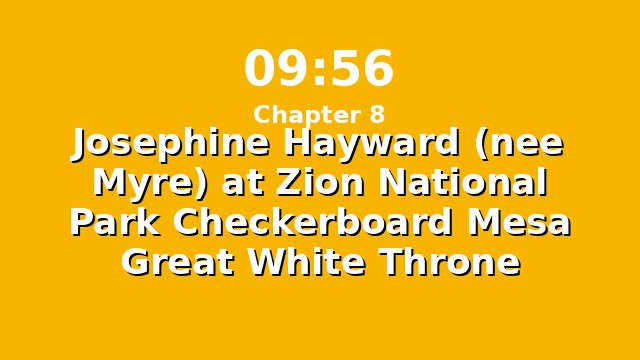 09:56
Chapter 8
Josephine Hayward (nee
Myre) at Zion National
Park Checkerboard Mesa
Great White Throne